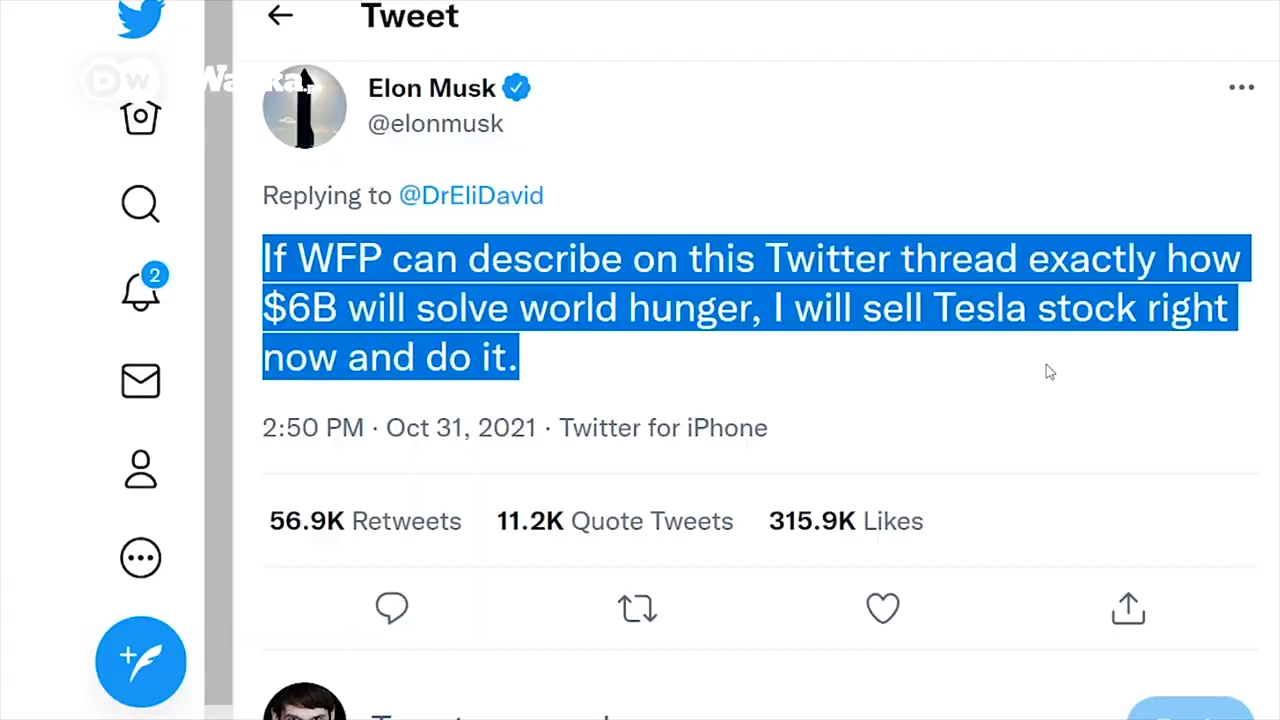 Tweet
DW
Elon Musk
@elonmusk
Replying to @DrEliDavid
If WFP can describe on this Twitter thread exactly how
$6B will solve world hunger, I will sell Tesla stock right
now and do it.
2:50 PM · Oct 31, 2021 · Twitter for iPhone
56.9K Retweets 11.2K Quote Tweets 315.9K Likes
2